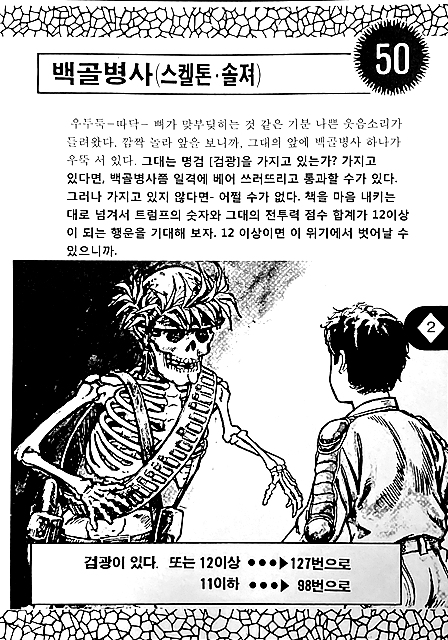 50
백골병사(스켈톤·솔져)
우두둑—따닥— 뼈가 맞부딪히는 것 같은 기분 나쁜 웃음소리가
들려왔다. 깜짝 놀라 앞을 보니까, 그대의 앞에 백골병사 하나가
우뚝 서 있다. 그대는 명검 [검광]을 가지고 있는가? 가지고
있다면, 백골병사쯤 일격에 베어 쓰러뜨리고 통과할 수가 있다.
그러나 가지고 있지 않다면— 어쩔 수가 없다. 책을 마음 내키는
대로 넘겨서 트럼프의 숫자와 그대의 전투력 점수 합계가 12이상
이 되는 행운을 기대해 보자. 12 이상이면 이 위기에서 벗어날 수
있으니까.
2
검광이 있다. 또는 12이상 ●●●▶127번으로
11이하 ●●●▶ 98번으로